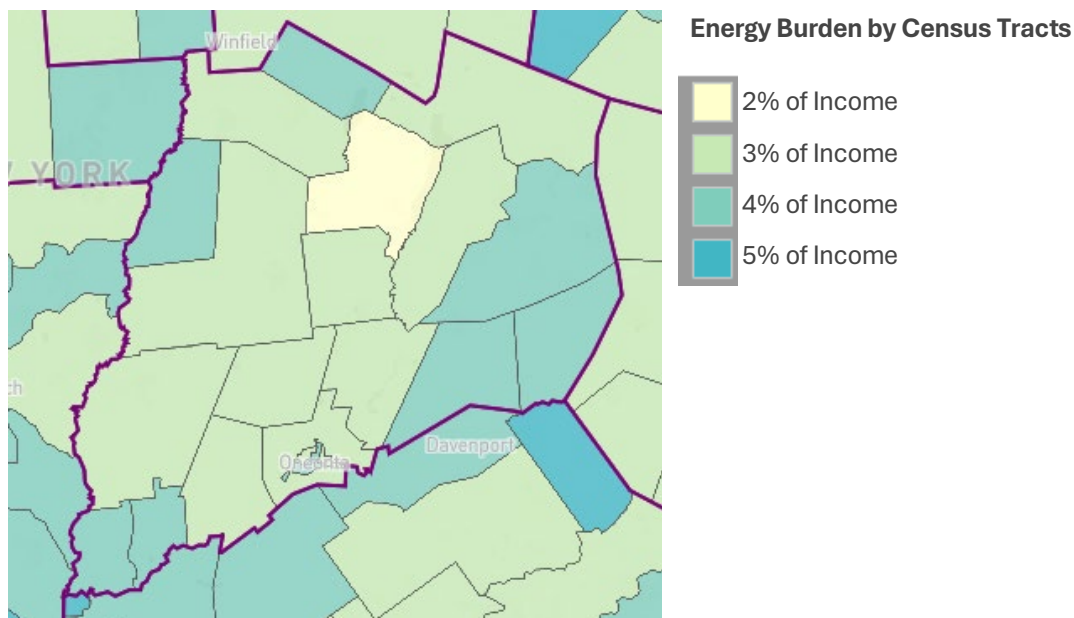 Energy Burden by Census Tracts
Winfield
2% of Income
3% of Income
YORK
4% of Income
5% of Income
ch
Davenport
Oneonta